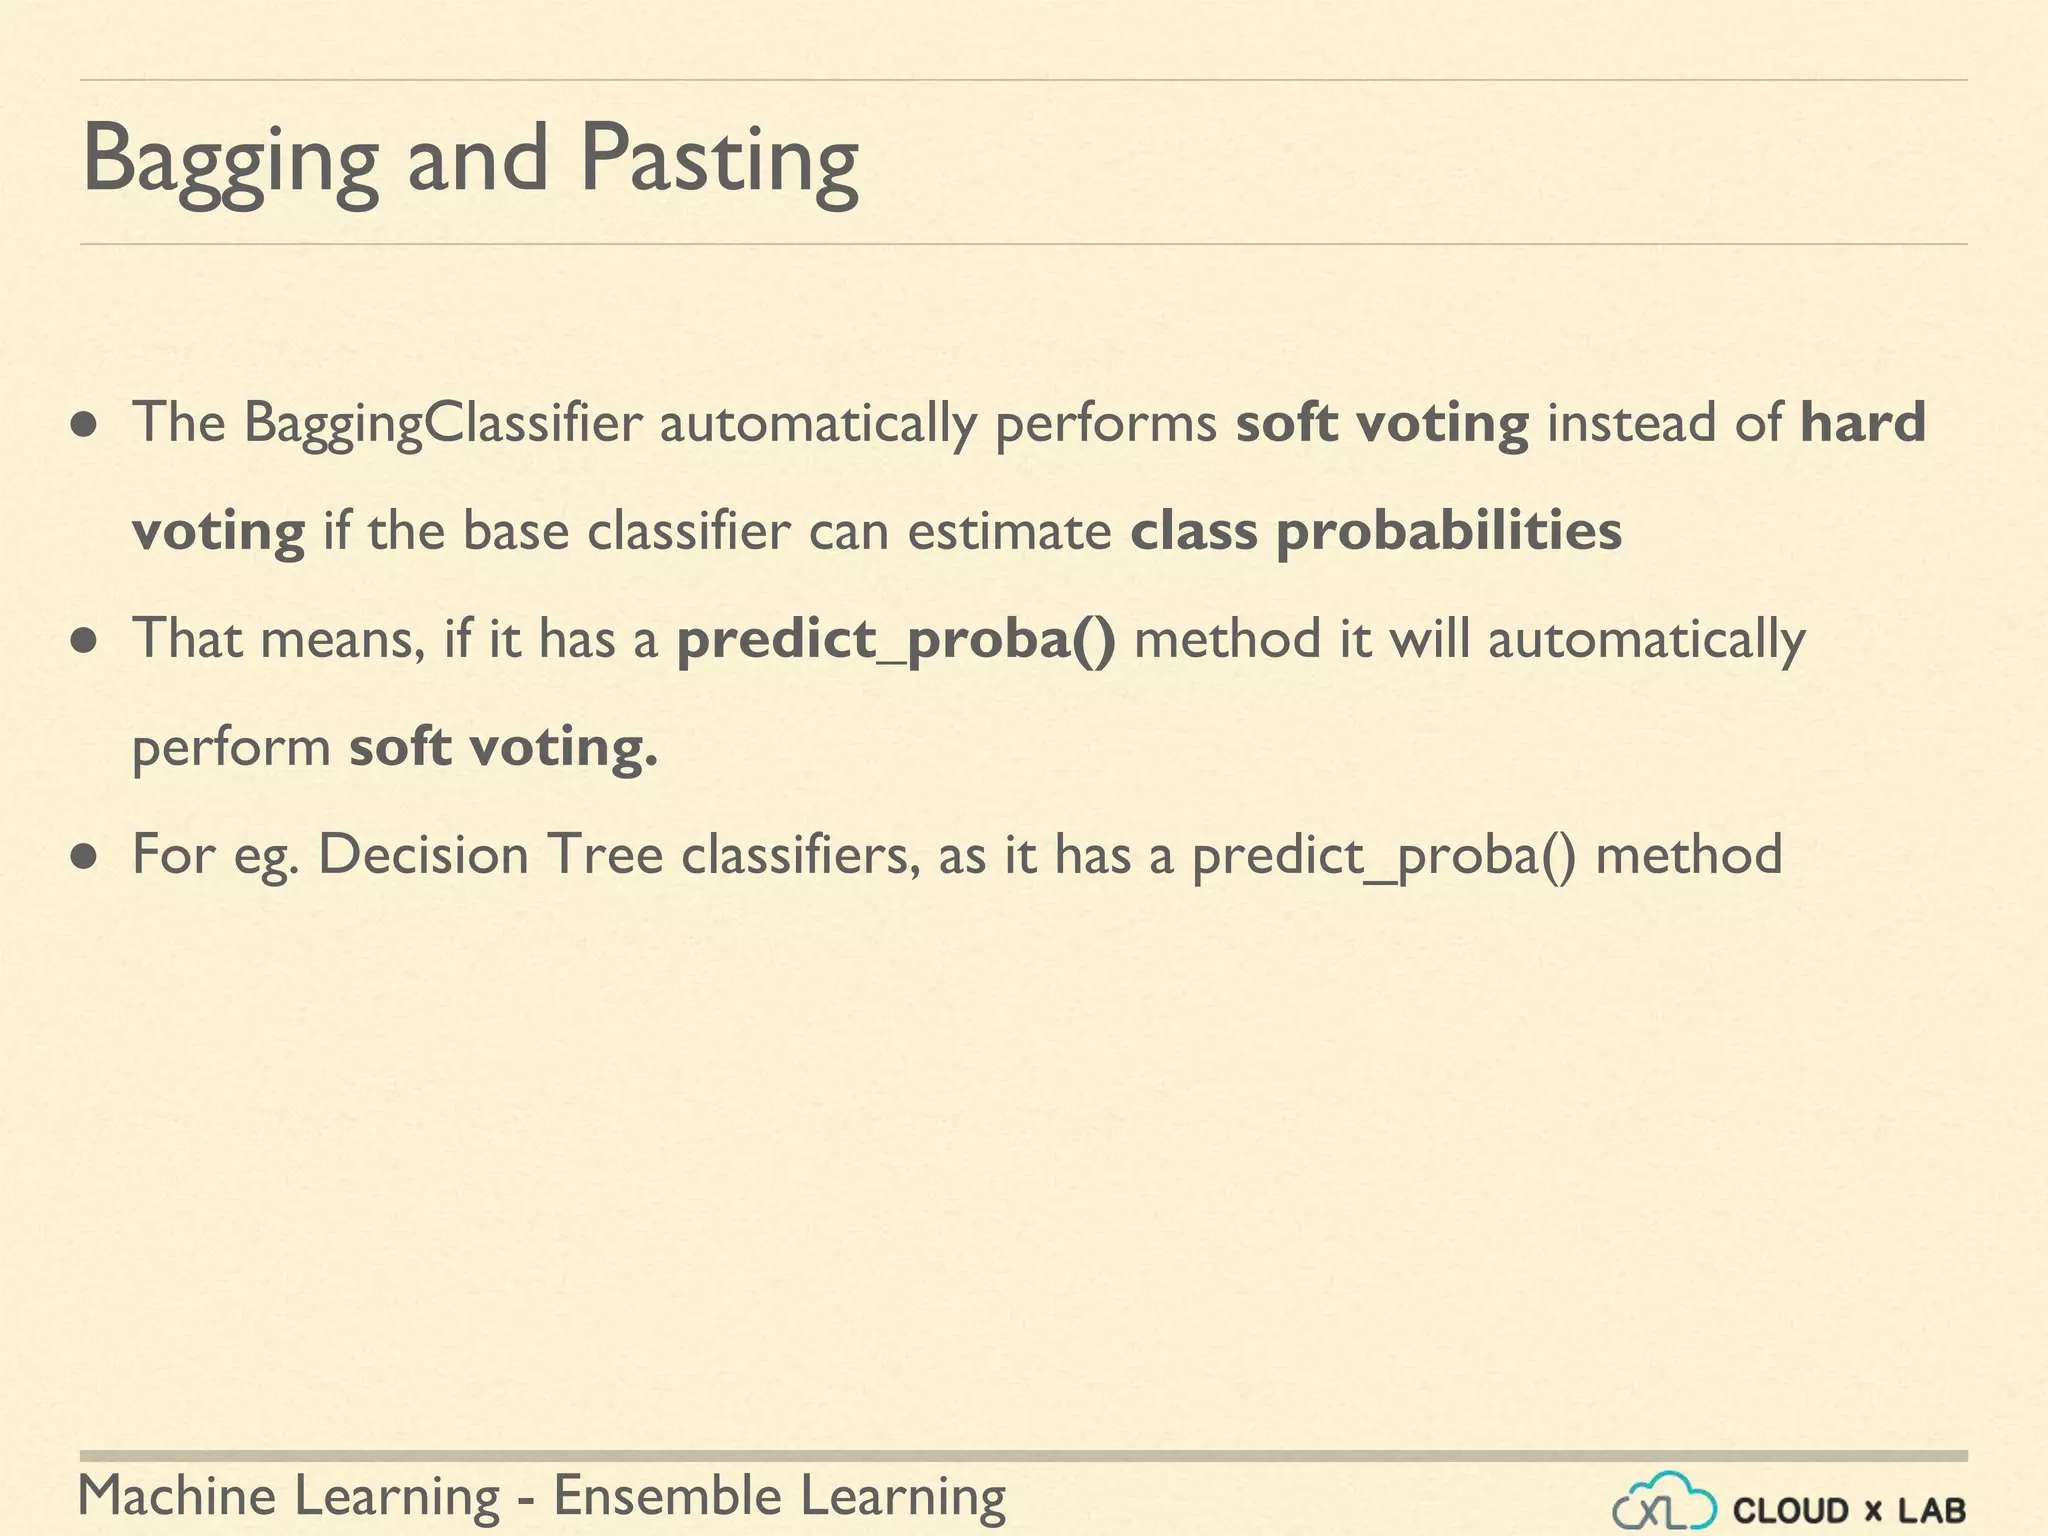 Bagging and Pasting
● The BaggingClassifier automatically performs soft voting instead of hard
voting if the base classifier can estimate class probabilities
● That means, if it has a predict_proba() method it will automatically
perform soft voting.
● For eg. Decision Tree classifiers, as it has a predict_proba() method
Machine Learning - Ensemble Learning
CXL CLOUD x LAB